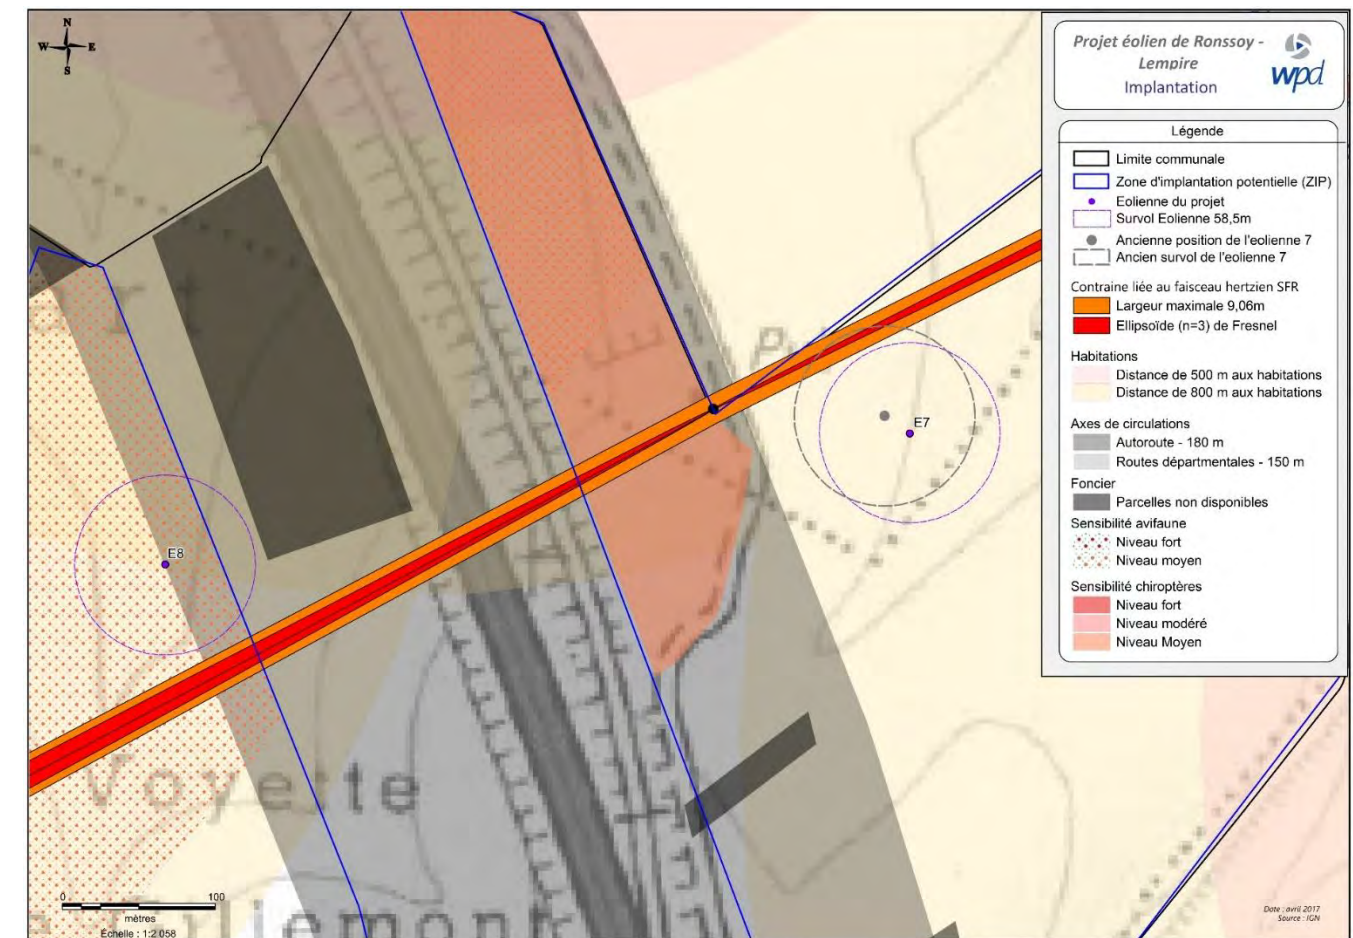 N
W E
S
Projet éolien de Ronssoy -
Lempire
Implantation
wpd
Légende
Limite communale
Zone d'implantation potentielle (ZIP)
Eolienne du projet
Survol Eolienne 58,5m
Ancienne position de l'eolienne 7
Ancien survol de l'eolienne 7
Contraine liée au faisceau hertzien SFR
Largeur maximale 9,06m
Ellipsoïde (n=3) de Fresnel
Habitations
Distance de 500 m aux habitations
Distance de 800 m aux habitations
Axes de circulations
Autoroute - 180 m
Routes départmentales - 150 m
Foncier
Parcelles non disponibles
Sensibilité avifaune
Niveau fort
Niveau moyen
Sensibilité chiroptères
Niveau fort
Niveau modéré
Niveau Moyen
E7
E8
Voyette
0 100
mètres
Échelle : 1:2 058
Date : avril 2017
Source : IGN